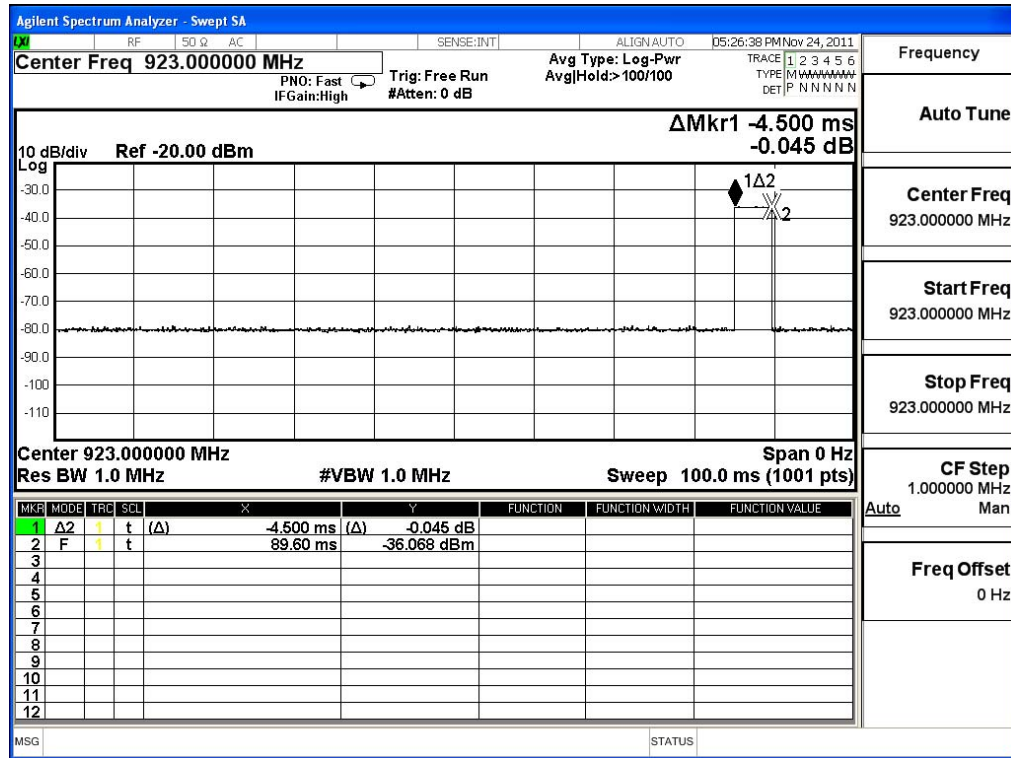 Agilent Spectrum Analyzer - Swept SA
LXI RF 50 Ω AC SENSE:INT ALIGN AUTO 05:26:38 PM Nov 24, 2011
Center Freq 923.000000 MHz
PNO: Fast
IFGain:High
Trig: Free Run
#Atten: 0 dB
Avg Type: Log-Pwr
Avg|Hold:>100/100
TRACE 1 2 3 4 5 6
TYPE M
DET P N N N N N
ΔMkr1 -4.500 ms
-0.045 dB
10 dB/div Ref -20.00 dBm
Log
1Δ2
2
-30.0
-40.0
-50.0
-60.0
-70.0
-80.0
-90.0
-100
-110
Center 923.000000 MHz Span 0 Hz
Res BW 1.0 MHz #VBW 1.0 MHz Sweep 100.0 ms (1001 pts)
MKR MODE TRC SCL X Y FUNCTION FUNCTION WIDTH FUNCTION VALUE
1 Δ2 1 t (Δ) -4.500 ms (Δ) -0.045 dB
2 F 1 t 89.60 ms -36.068 dBm
3
4
5
6
7
8
9
10
11
12
MSG STATUS
Frequency
Auto Tune
Center Freq
923.000000 MHz
Start Freq
923.000000 MHz
Stop Freq
923.000000 MHz
CF Step
1.000000 MHz
Auto Man
Freq Offset
0 Hz